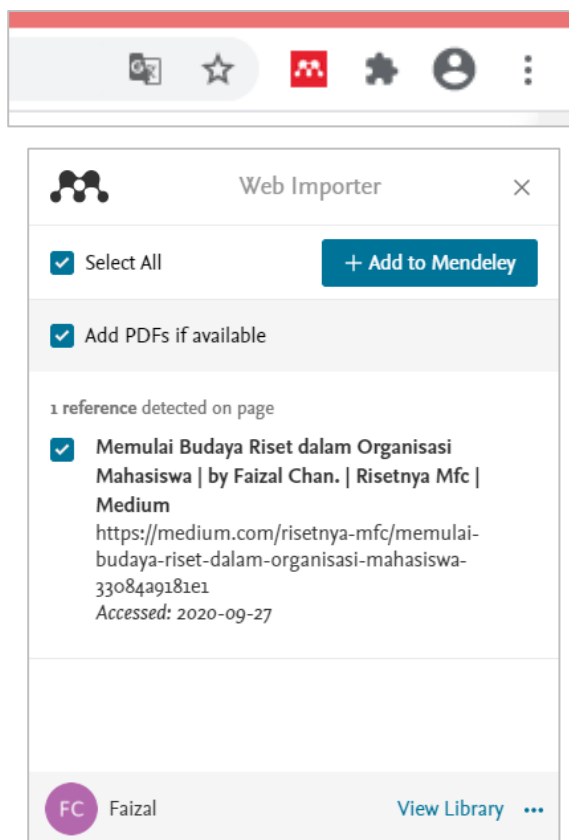 Web Importer
Select All
+ Add to Mendeley
Add PDFs if available
1 reference detected on page
Memulai Budaya Riset dalam Organisasi
Mahasiswa | by Faizal Chan. | Risetnya Mfc |
Medium
https://medium.com/risetnya-mfc/memulai-
budaya-riset-dalam-organisasi-mahasiswa-
33084a9181e1
Accessed: 2020-09-27
FC Faizal
View Library